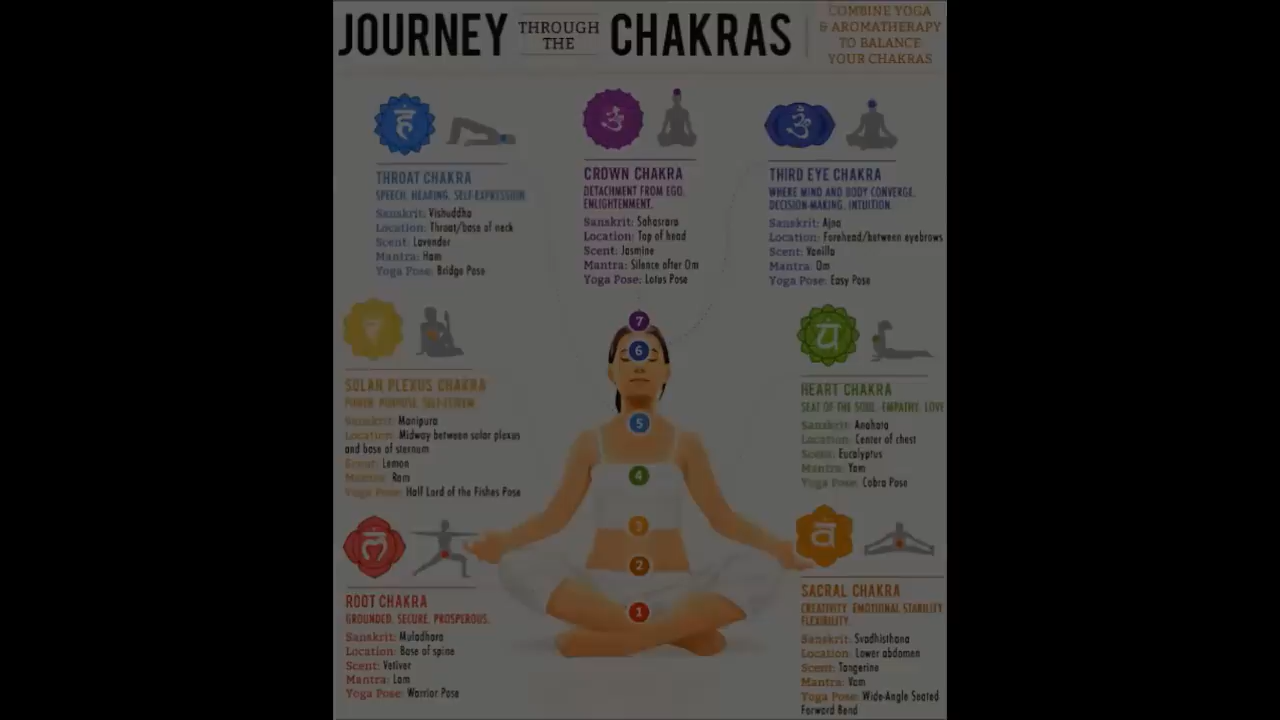 JOURNEY THROUGH THE CHAKRAS
COMBINE YOGA
& AROMATHERAPY
TO BALANCE
YOUR CHAKRAS
ह
THROAT CHAKRA
SPEECH, HEARING, SELF-EXPRESSION
Sanskrit: Vishuddha
Location: Throat/base of neck
Scent: Lavender
Mantra: Ham
Yoga Pose: Bridge Pose
ॐ
CROWN CHAKRA
DETACHMENT FROM EGO.
ENLIGHTENMENT.
Sanskrit: Sahasrara
Location: Top of head
Scent: Jasmine
Mantra: Silence after Om
Yoga Pose: Lotus Pose
ॐ
THIRD EYE CHAKRA
WHERE MIND AND BODY CONVERGE.
DECISION-MAKING. INTUITION.
Sanskrit: Ajna
Location: Forehead/between eyebrows
Scent: Vanilla
Mantra: Om
Yoga Pose: Easy Pose
SOLAR PLEXUS CHAKRA
POWER, PURPOSE, SELF-ESTEEM
Sanskrit: Manipura
Location: Midway between solar plexus
and base of sternum
Scent: Lemon
Mantra: Ram
Yoga Pose: Half Lord of the Fishes Pose
7
6
5
4
3
2
1
यं
HEART CHAKRA
SEAT OF THE SOUL. EMPATHY. LOVE
Sanskrit: Anahata
Location: Center of chest
Scent: Eucalyptus
Mantra: Yam
Yoga Pose: Cobra Pose
लं
ROOT CHAKRA
GROUNDED, SECURE, PROSPEROUS.
Sanskrit: Muladhara
Location: Base of spine
Scent: Vetiver
Mantra: Lam
Yoga Pose: Warrior Pose
वं
SACRAL CHAKRA
CREATIVITY. EMOTIONAL STABILITY
FLEXIBILITY
Sanskrit: Svadhisthana
Location: Lower abdomen
Scent: Tangerine
Mantra: Vam
Yoga Pose: Wide-Angle Seated
Forward Bend